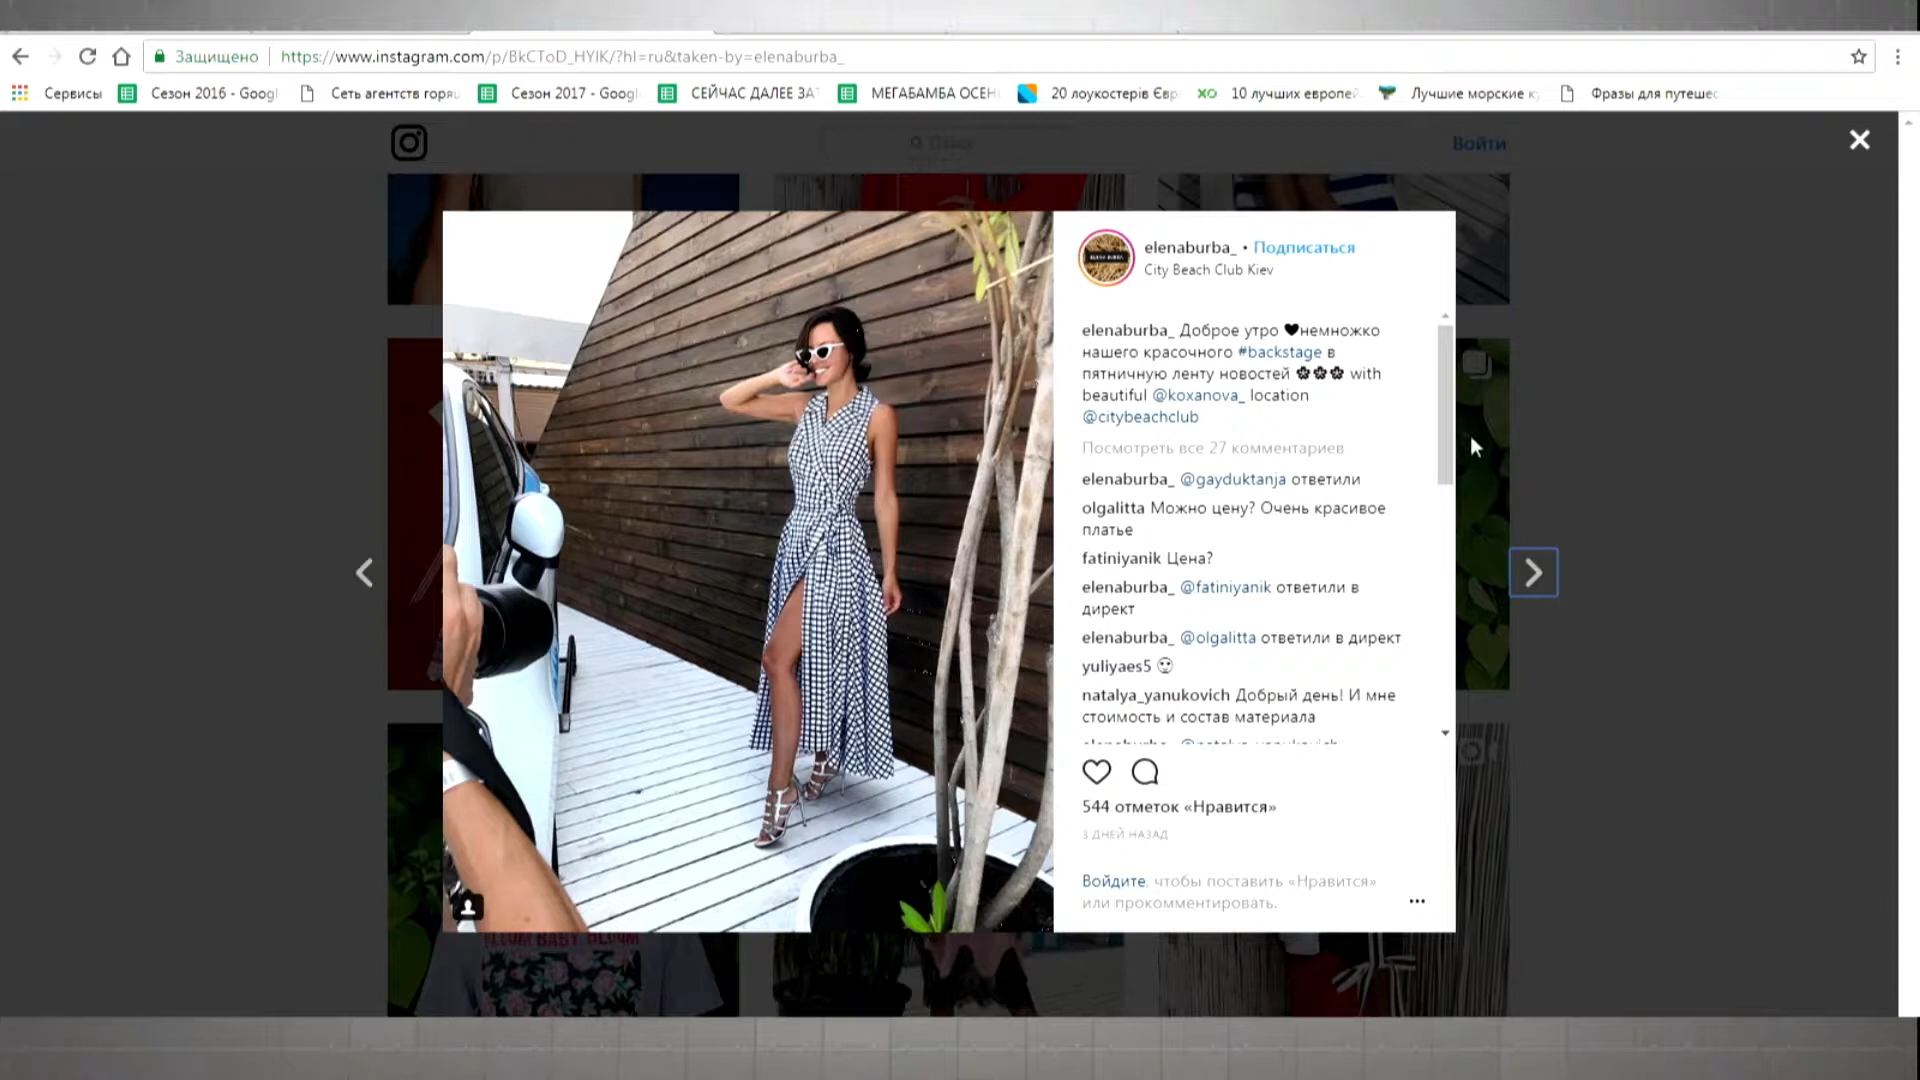 Защищено
https://www.instagram.com/p/BkCToD_HYlK/?hl=ru&taken-by=elenaburba_
Сервисы
Сезон 2016 - Googl
Сеть агентств горя
Сезон 2017 - Googl
СЕЙЧАС ДАЛЕЕ ЗА
МЕГАБАМБА ОСЕН
20 лоукостерів Євр
XO
10 лучших европей
Лучшие морские к
Фразы для путешес
Поиск
Войти
elenaburba_ • Подписаться
City Beach Club Kiev
elenaburba_ Доброе утро 🖤немножко
нашего красочного #backstage в
пятничную ленту новостей with
beautiful @koxanova_ location
@citybeachclub
Посмотреть все 27 комментариев
elenaburba_ @gayduktanja ответили
olgalitta Можно цену? Очень красивое
платье
fatiniyanik Цена?
elenaburba_ @fatiniyanik ответили в
директ
elenaburba_ @olgalitta ответили в директ
yuliyaes5
natalya_yanukovich Добрый день! И мне
стоимость и состав материала
544 отметок «Нравится»
3 ДНЕЙ НАЗАД
Войдите, чтобы поставить «Нравится»
или прокомментировать.